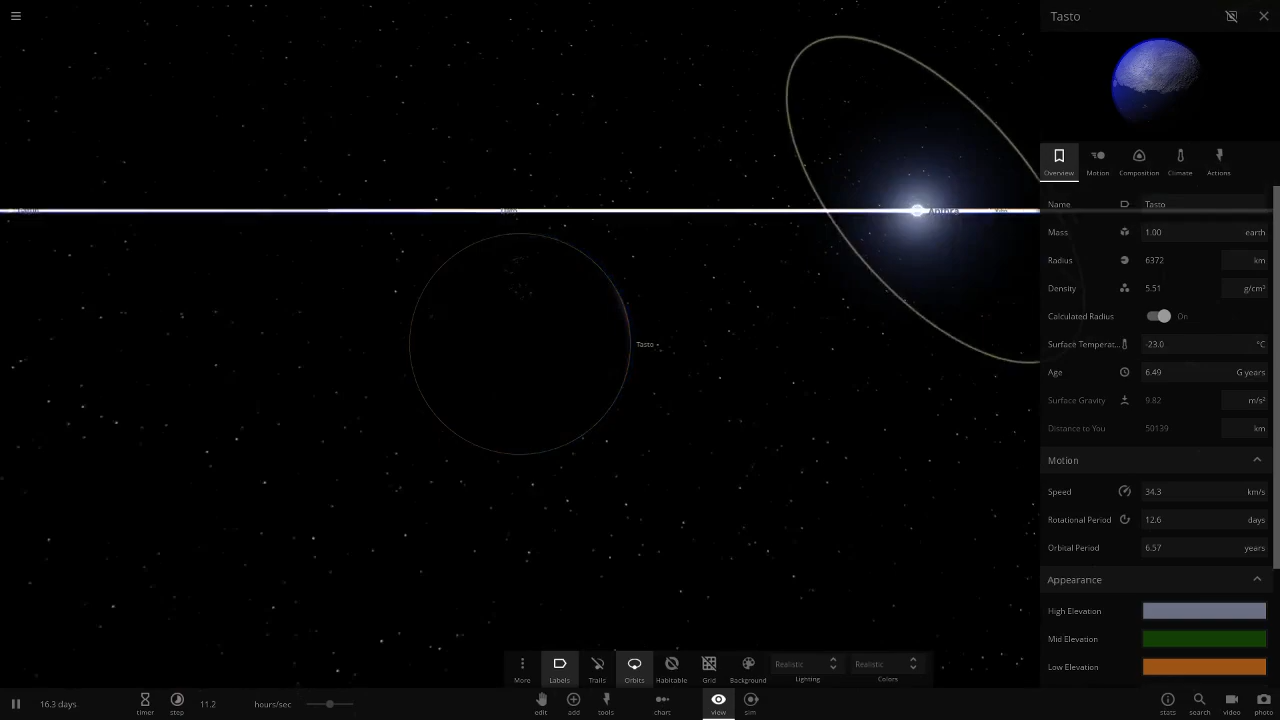 Tasto
Overview
Motion
Composition
Climate
Actions
Name
Tasto
Mass
1.00
earth
Radius
6372
km
Density
5.51
g/cm³
Calculated Radius
On
Surface Temperat...
-23.0
°C
Age
6.49
G years
Surface Gravity
9.82
m/s²
Distance to You
50139
km
Motion
Speed
34.3
km/s
Rotational Period
12.6
days
Orbital Period
6.57
years
Appearance
High Elevation
Mid Elevation
Low Elevation
Tasto
More
Labels
Trails
Orbits
Habitable
Grid
Background
Realistic
Lighting
Realistic
Colors
16.3 days
timer
step
11.2
hours/sec
edit
add
tools
chart
view
sim
stats
search
video
photo